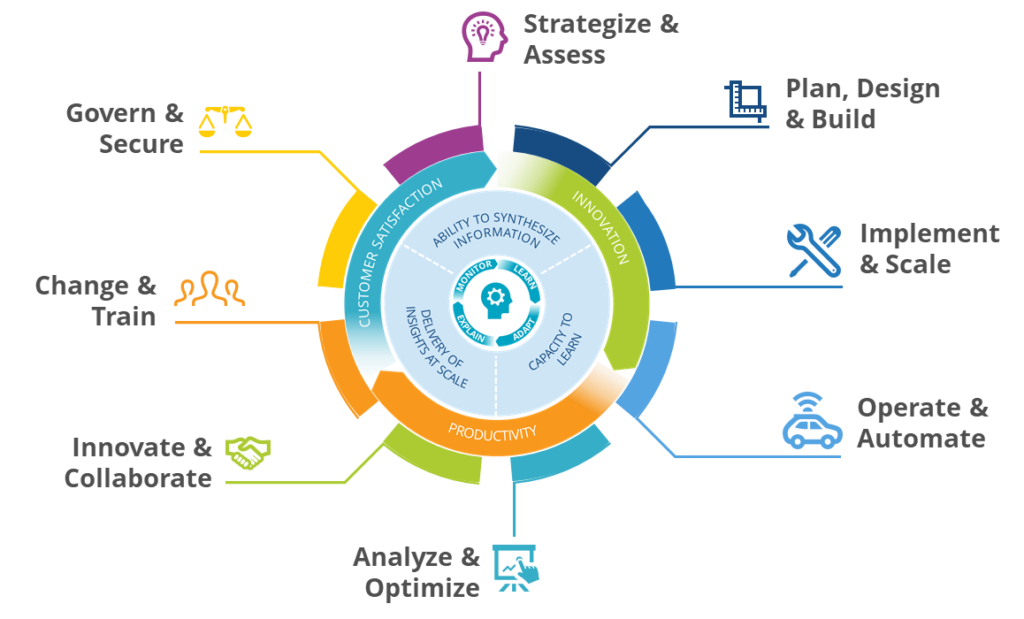 Strategize &
Assess
Plan, Design
& Build
Govern &
Secure
Implement
& Scale
Change &
Train
Operate &
Automate
Innovate &
Collaborate
Analyze &
Optimize
CUSTOMER SATISFACTION
INNOVATION
PRODUCTIVITY
ABILITY TO SYNTHESIZE
INFORMATION
CAPACITY TO
LEARN
DELIVERY OF
INSIGHTS AT SCALE
MONITOR
LEARN
ADAPT
EXPLAIN